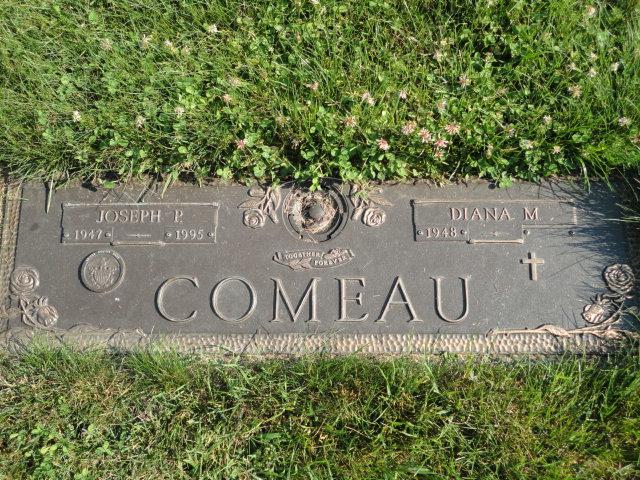 JOSEPH P.
1947 — 1995
TOGETHER
FOREVER
DIANA M.
1948 —
COMEAU